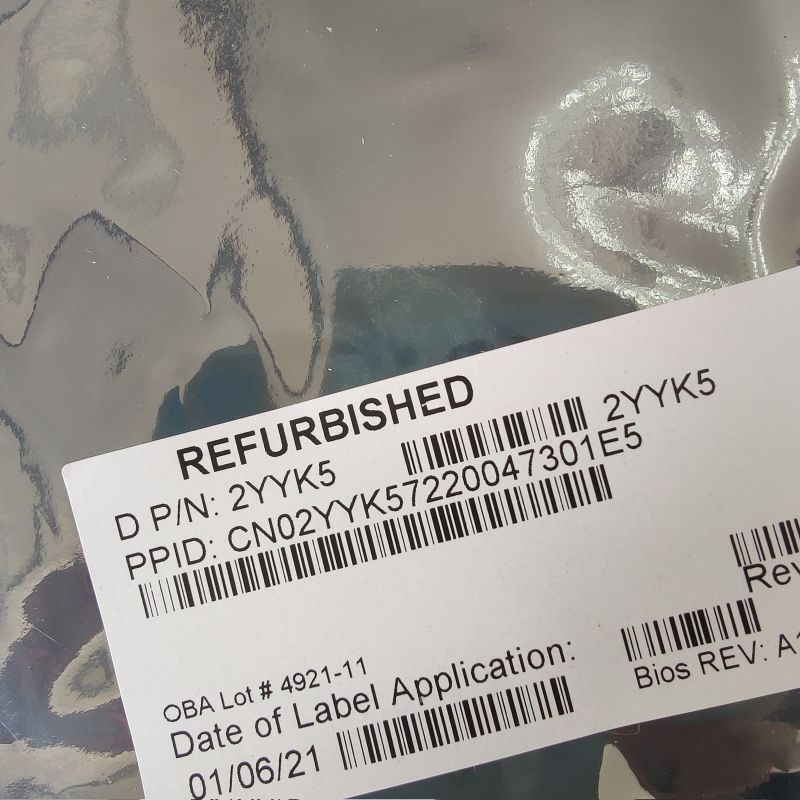 REFURBISHED
D P/N: 2YYK5
2YYK5
PPID: CN02YYK57220047301E5
Rev
OBA Lot # 4921-11
Date of Label Application:
01/06/21
Bios REV: A1